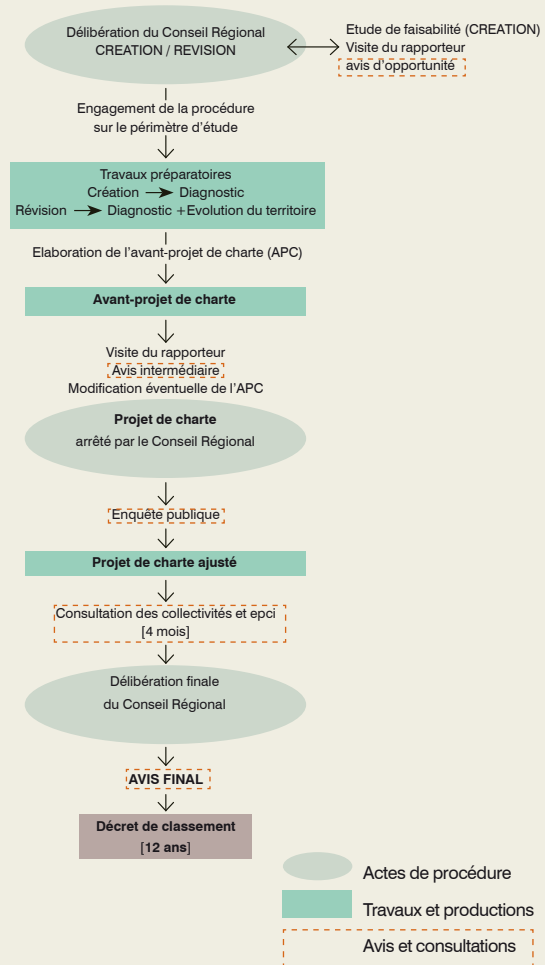 Délibération du Conseil Régional
CREATION / REVISION
Etude de faisabilité (CREATION)
Visite du rapporteur
avis d'opportunité
Engagement de la procédure
sur le périmètre d'étude
Travaux préparatoires
Création → Diagnostic
Révision → Diagnostic +Evolution du territoire
Elaboration de l'avant-projet de charte (APC)
Avant-projet de charte
Visite du rapporteur
Avis intermédiaire
Modification éventuelle de l'APC
Projet de charte
arrêté par le Conseil Régional
Enquête publique
Projet de charte ajusté
Consultation des collectivités et epci
[4 mois]
Délibération finale
du Conseil Régional
AVIS FINAL
Décret de classement
[12 ans]
Actes de procédure
Travaux et productions
Avis et consultations